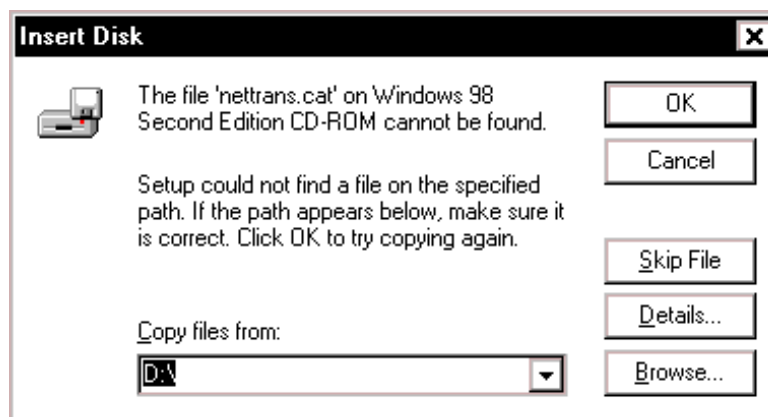 Insert Disk
The file 'nettrans.cat' on Windows 98
Second Edition CD-ROM cannot be found.
Setup could not find a file on the specified
path. If the path appears below, make sure it
is correct. Click OK to try copying again.
Copy files from:
D:\
OK
Cancel
Skip File
Details...
Browse...